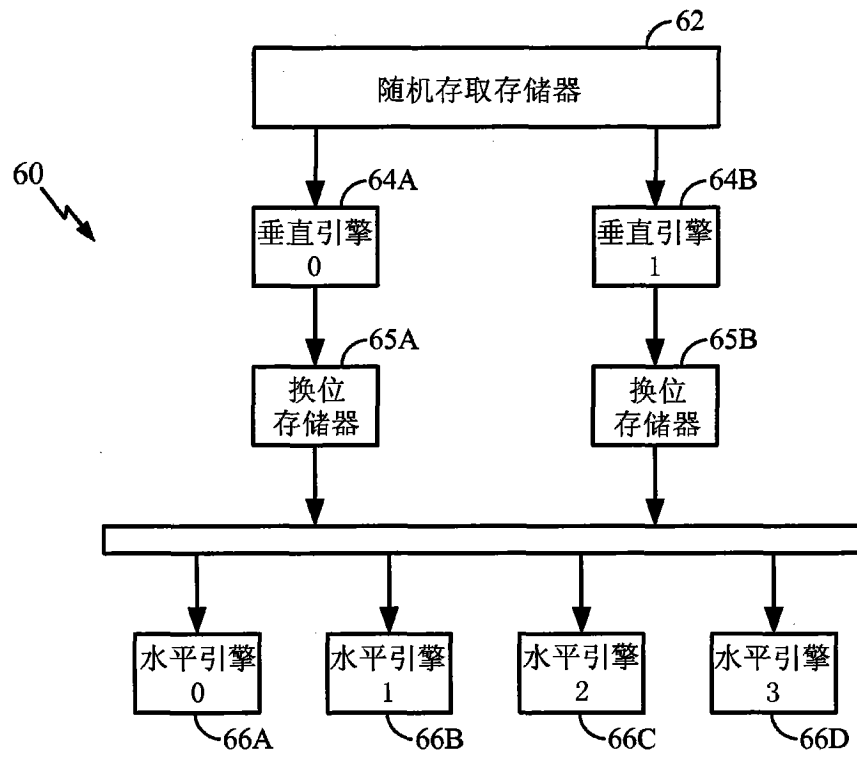 62
随机存取存储器
60
64A
64B
垂直引擎
0
垂直引擎
1
65A
65B
换位
存储器
换位
存储器
水平引擎
0
水平引擎
1
水平引擎
2
水平引擎
3
66A
66B
66C
66D